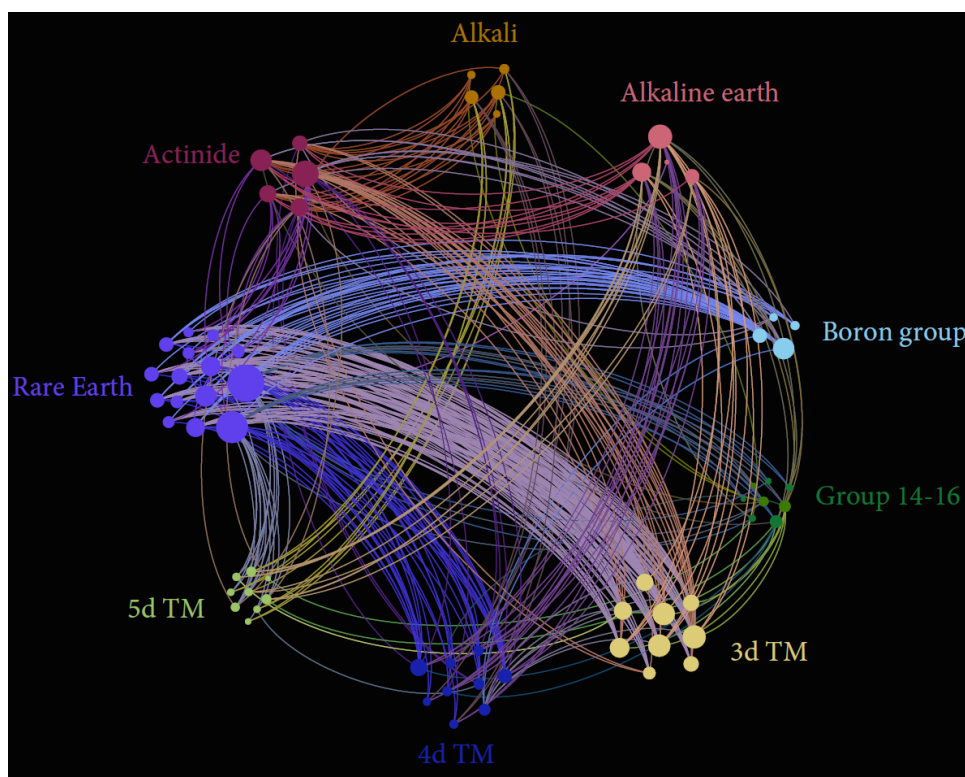 Alkali
Alkaline earth
Actinide
Boron group
Rare Earth
Group 14-16
5d TM
3d TM
4d TM